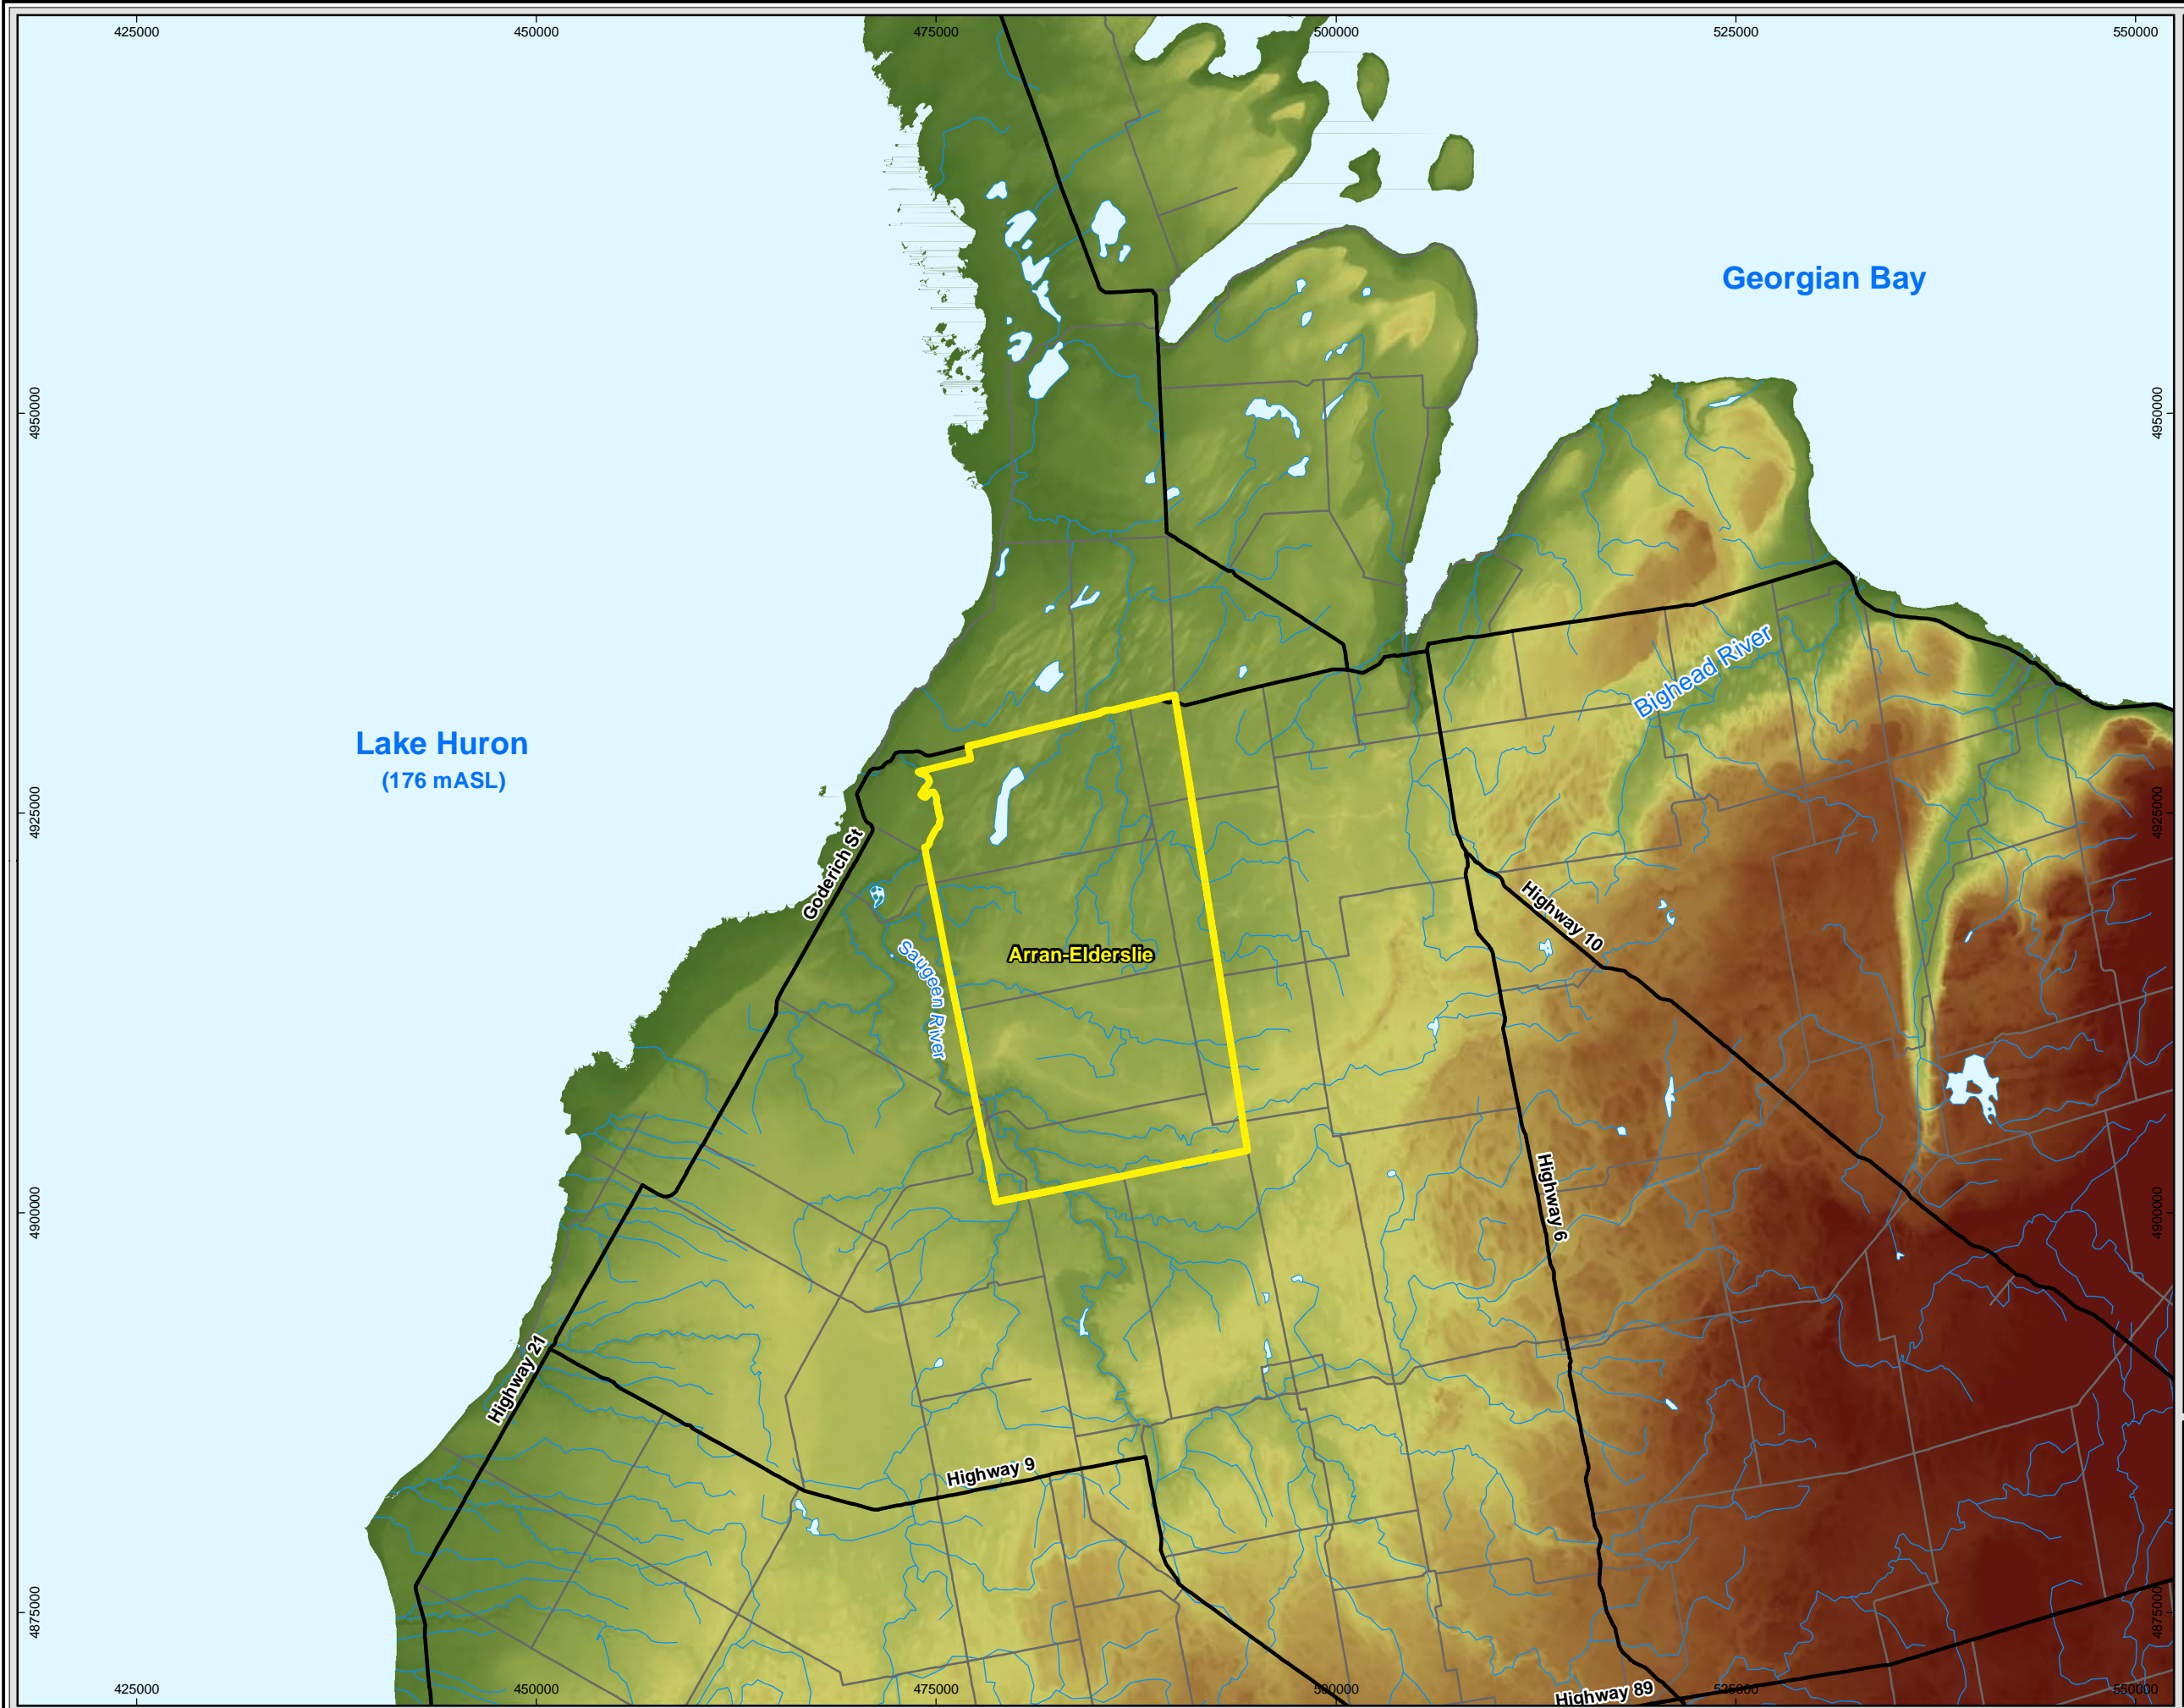 425000
450000
475000
500000
525000
550000
Georgian Bay
4950000
4950000
Bighead River
Lake Huron
(176 mASL)
4925000
4925000
Goderich St
Highway 10
Saugeen River
Arran-Elderslie
Highway 6
4900000
4900000
Highway 21
Highway 9
4875000
4875000
Highway 89
425000
450000
475000
500000
525000
550000